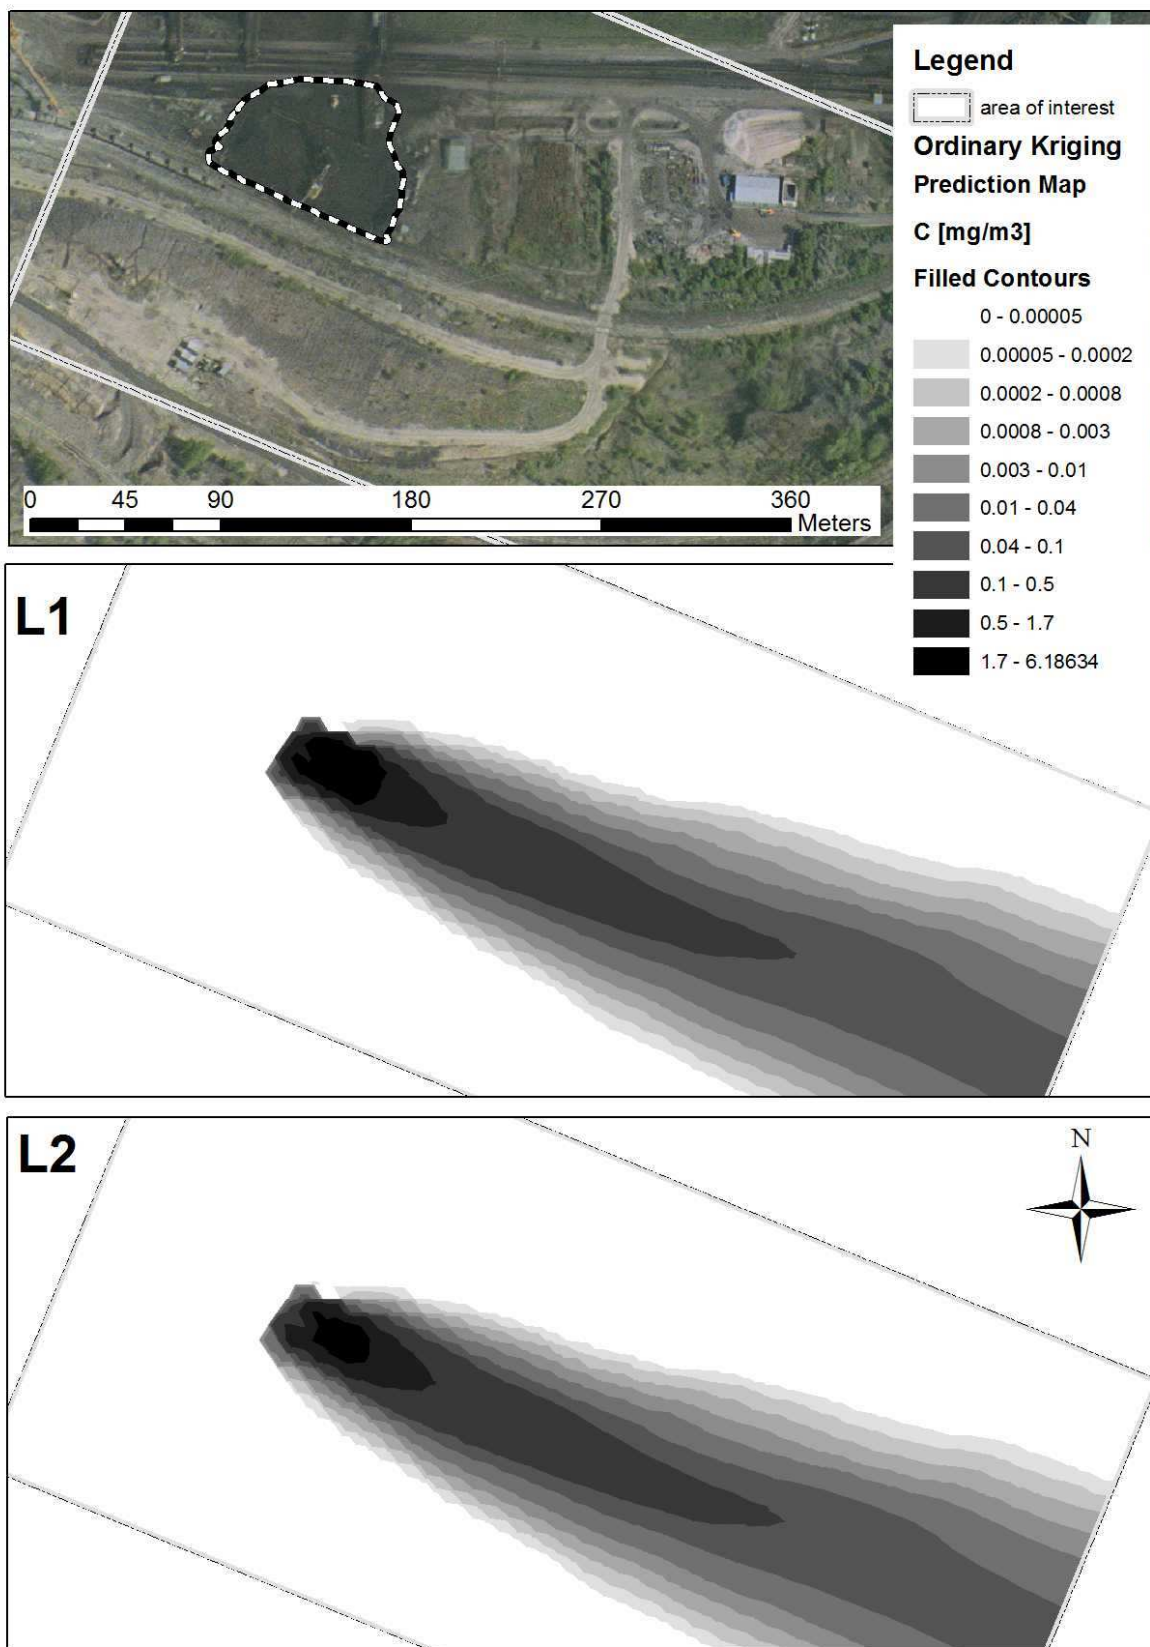 Legend
area of interest
Ordinary Kriging
Prediction Map
C [mg/m3]
Filled Contours
0 - 0.00005
0.00005 - 0.0002
0.0002 - 0.0008
0.0008 - 0.003
0.003 - 0.01
0.01 - 0.04
0.04 - 0.1
0.1 - 0.5
0.5 - 1.7
1.7 - 6.18634
0 45 90 180 270 360
Meters
L1
L2
N